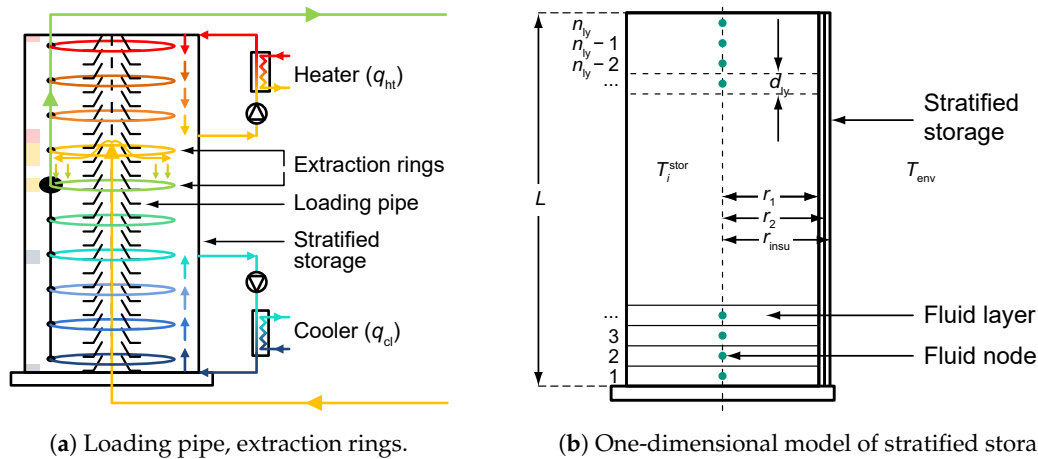 Heater (q_ht)
Extraction rings
Loading pipe
Stratified
storage
Cooler (q_cl)
(a) Loading pipe, extraction rings.
n_ly
n_ly − 1
n_ly − 2
...
d_ly
L
T_i^stor
T_env
Stratified
storage
r_1
r_2
r_insu
...
3
2
1
Fluid layer
Fluid node
(b) One-dimensional model of stratified stora